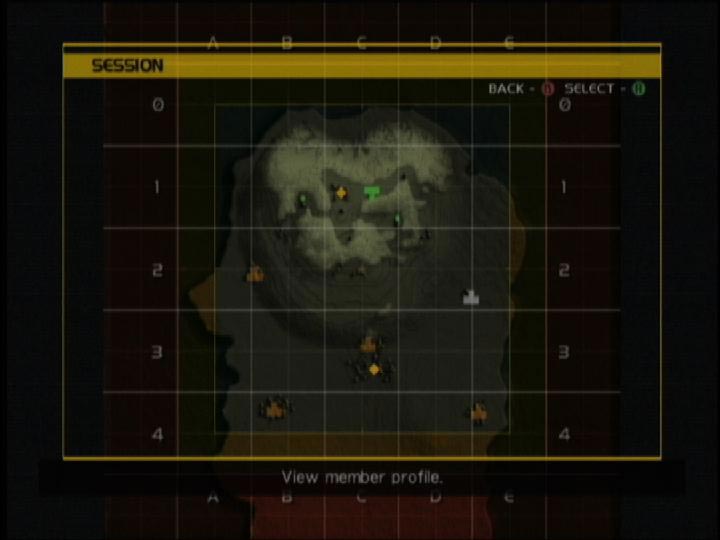 A B C D E
SESSION
BACK - B SELECT - A
0 0
1 1
2 2
3 3
4 4
View member profile.
A B C D E